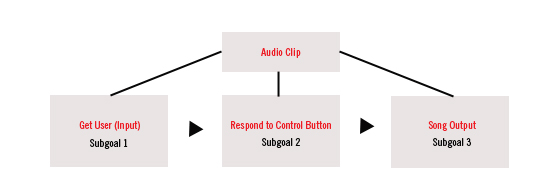 Audio Clip
Get User (Input)
Subgoal 1
Respond to Control Button
Subgoal 2
Song Output
Subgoal 3